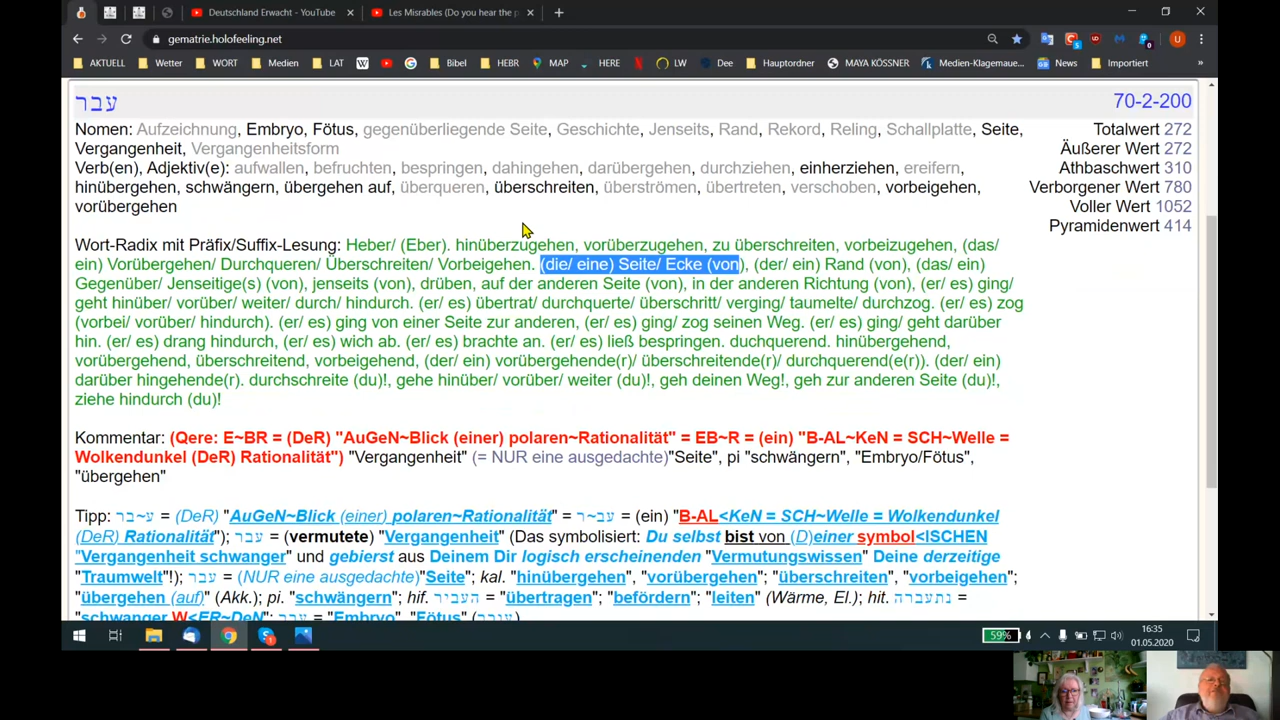 Deutschland Erwacht - YouTube × Les Misrables (Do you hear the p × +
gematrie.holofeeling.net
AKTUELL Wetter WORT Medien LAT Bibel HEBR MAP HERE LW Dee Hauptordner MAYA KÖSSNER Medien-Klagemaue... News Importiert »
עבר 70-2-200
Nomen: Aufzeichnung, Embryo, Fötus, gegenüberliegende Seite, Geschichte, Jenseits, Rand, Rekord, Reling, Schallplatte, Seite, Totalwert 272
Vergangenheit, Vergangenheitsform Äußerer Wert 272
Verb(en), Adjektiv(e): aufwallen, befruchten, bespringen, dahingehen, darübergehen, durchziehen, einherziehen, ereifern, Athbaschwert 310
hinübergehen, schwängern, übergehen auf, überqueren, überschreiten, überströmen, übertreten, verschoben, vorbeigehen, Verborgener Wert 780
vorübergehen Voller Wert 1052
Pyramidenwert 414
Wort-Radix mit Präfix/Suffix-Lesung: Heber/ (Eber). hinüberzugehen, vorüberzugehen, zu überschreiten, vorbeizugehen, (das/
ein) Vorübergehen/ Durchqueren/ Überschreiten/ Vorbeigehen. (die/ eine) Seite/ Ecke (von), (der/ ein) Rand (von), (das/ ein)
Gegenüber/ Jenseitige(s) (von), jenseits (von), drüben, auf der anderen Seite (von), in der anderen Richtung (von), (er/ es) ging/
geht hinüber/ vorüber/ weiter/ durch/ hindurch. (er/ es) übertrat/ durchquerte/ überschritt/ verging/ taumelte/ durchzog. (er/ es) zog
(vorbei/ vorüber/ hindurch). (er/ es) ging von einer Seite zur anderen, (er/ es) ging/ zog seinen Weg. (er/ es) ging/ geht darüber
hin. (er/ es) drang hindurch, (er/ es) wich ab. (er/ es) brachte an. (er/ es) ließ bespringen. duchquerend. hinübergehend,
vorübergehend, überschreitend, vorbeigehend, (der/ ein) vorübergehende(r)/ überschreitende(r)/ durchquerend(e(r)). (der/ ein)
darüber hingehende(r). durchschreite (du)!, gehe hinüber/ vorüber/ weiter (du)!, geh deinen Weg!, geh zur anderen Seite (du)!,
ziehe hindurch (du)!
Kommentar: (Qere: E~BR = (DeR) "AuGeN~Blick (einer) polaren~Rationalität" = EB~R = (ein) "B-AL~KeN = SCH~Welle =
Wolkendunkel (DeR) Rationalität") "Vergangenheit" (= NUR eine ausgedachte)"Seite", pi "schwängern", "Embryo/Fötus",
"übergehen"
Tipp: ע~בר = (DeR) "AuGeN~Blick (einer) polaren~Rationalität" = עב~ר = (ein) "B-AL<KeN = SCH~Welle = Wolkendunkel
(DeR) Rationalität"); עבר = (vermutete) "Vergangenheit" (Das symbolisiert: Du selbst bist von (D)einer symbol<ISCHEN
"Vergangenheit schwanger" und gebierst aus Deinem Dir logisch erscheinenden "Vermutungswissen" Deine derzeitige
"Traumwelt"!); עבר = (NUR eine ausgedachte)"Seite"; kal. "hinübergehen", "vorübergehen"; "überschreiten", "vorbeigehen",
"übergehen (auf)" (Akk.); pi. "schwängern"; hif. העביר = "übertragen"; "befördern"; "leiten" (Wärme, El.); hit. נתעברה =
"schwanger W<ER~DeN" עבר = "Embryo", "Fötus" (עובר)
59% 16:35
01.05.2020